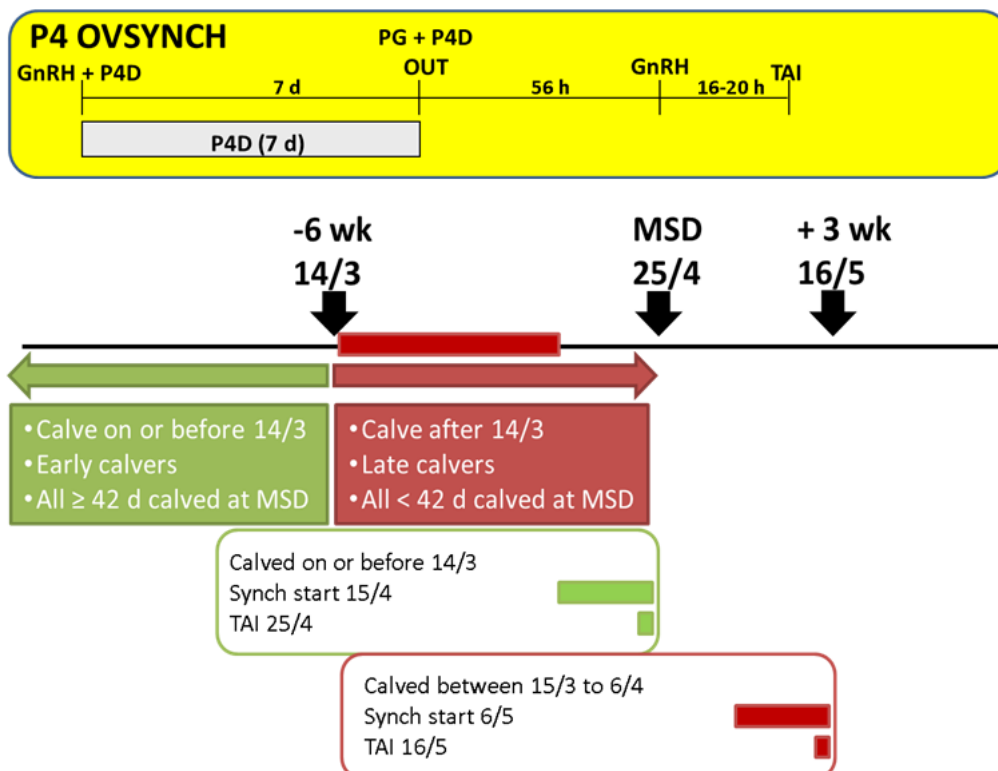 P4 OVSYNCH
PG + P4D
GnRH + P4D
OUT
GnRH
TAI
7 d
56 h
16-20 h
P4D (7 d)
-6 wk
MSD
+ 3 wk
14/3
25/4
16/5
•Calve on or before 14/3
•Early calvers
•All ≥ 42 d calved at MSD
•Calve after 14/3
•Late calvers
•All < 42 d calved at MSD
Calved on or before 14/3
Synch start 15/4
TAI 25/4
Calved between 15/3 to 6/4
Synch start 6/5
TAI 16/5